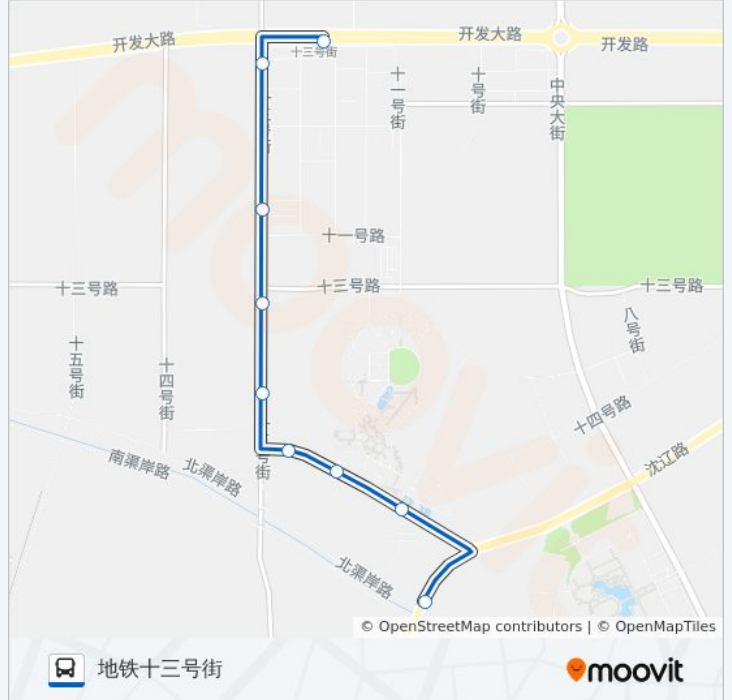 开发大路
开发大路
开发路
十三号街
十一号街
十号街
中央大街
十一号路
十三号路
十三号路
十三号路
八号街
十五号街
十四号街
十四号路
沈辽路
南渠岸路
北渠岸路
号街
北渠岸路
© OpenStreetMap contributors | © OpenMapTiles
地铁十三号街
moovit